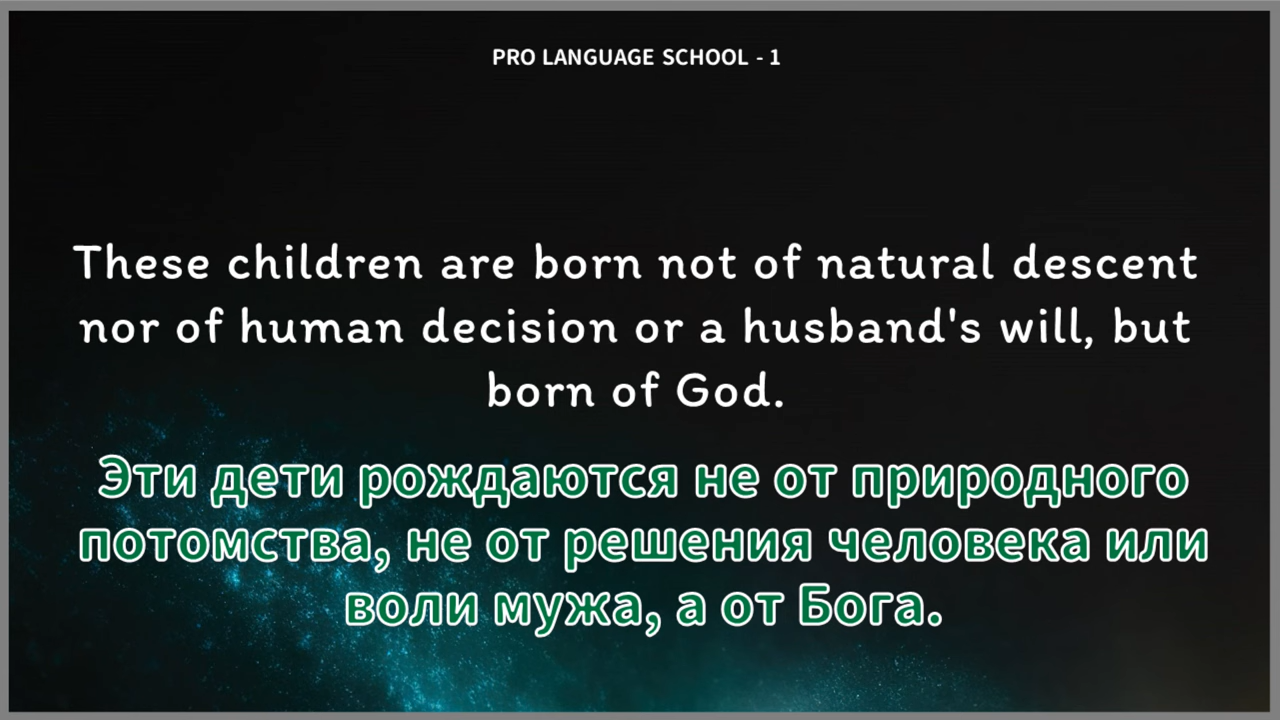 PRO LANGUAGE SCHOOL - 1
These children are born not of natural descent
nor of human decision or a husband's will, but
born of God.
Эти дети рождаются не от природного
потомства, не от решения человека или
воли мужа, а от Бога.